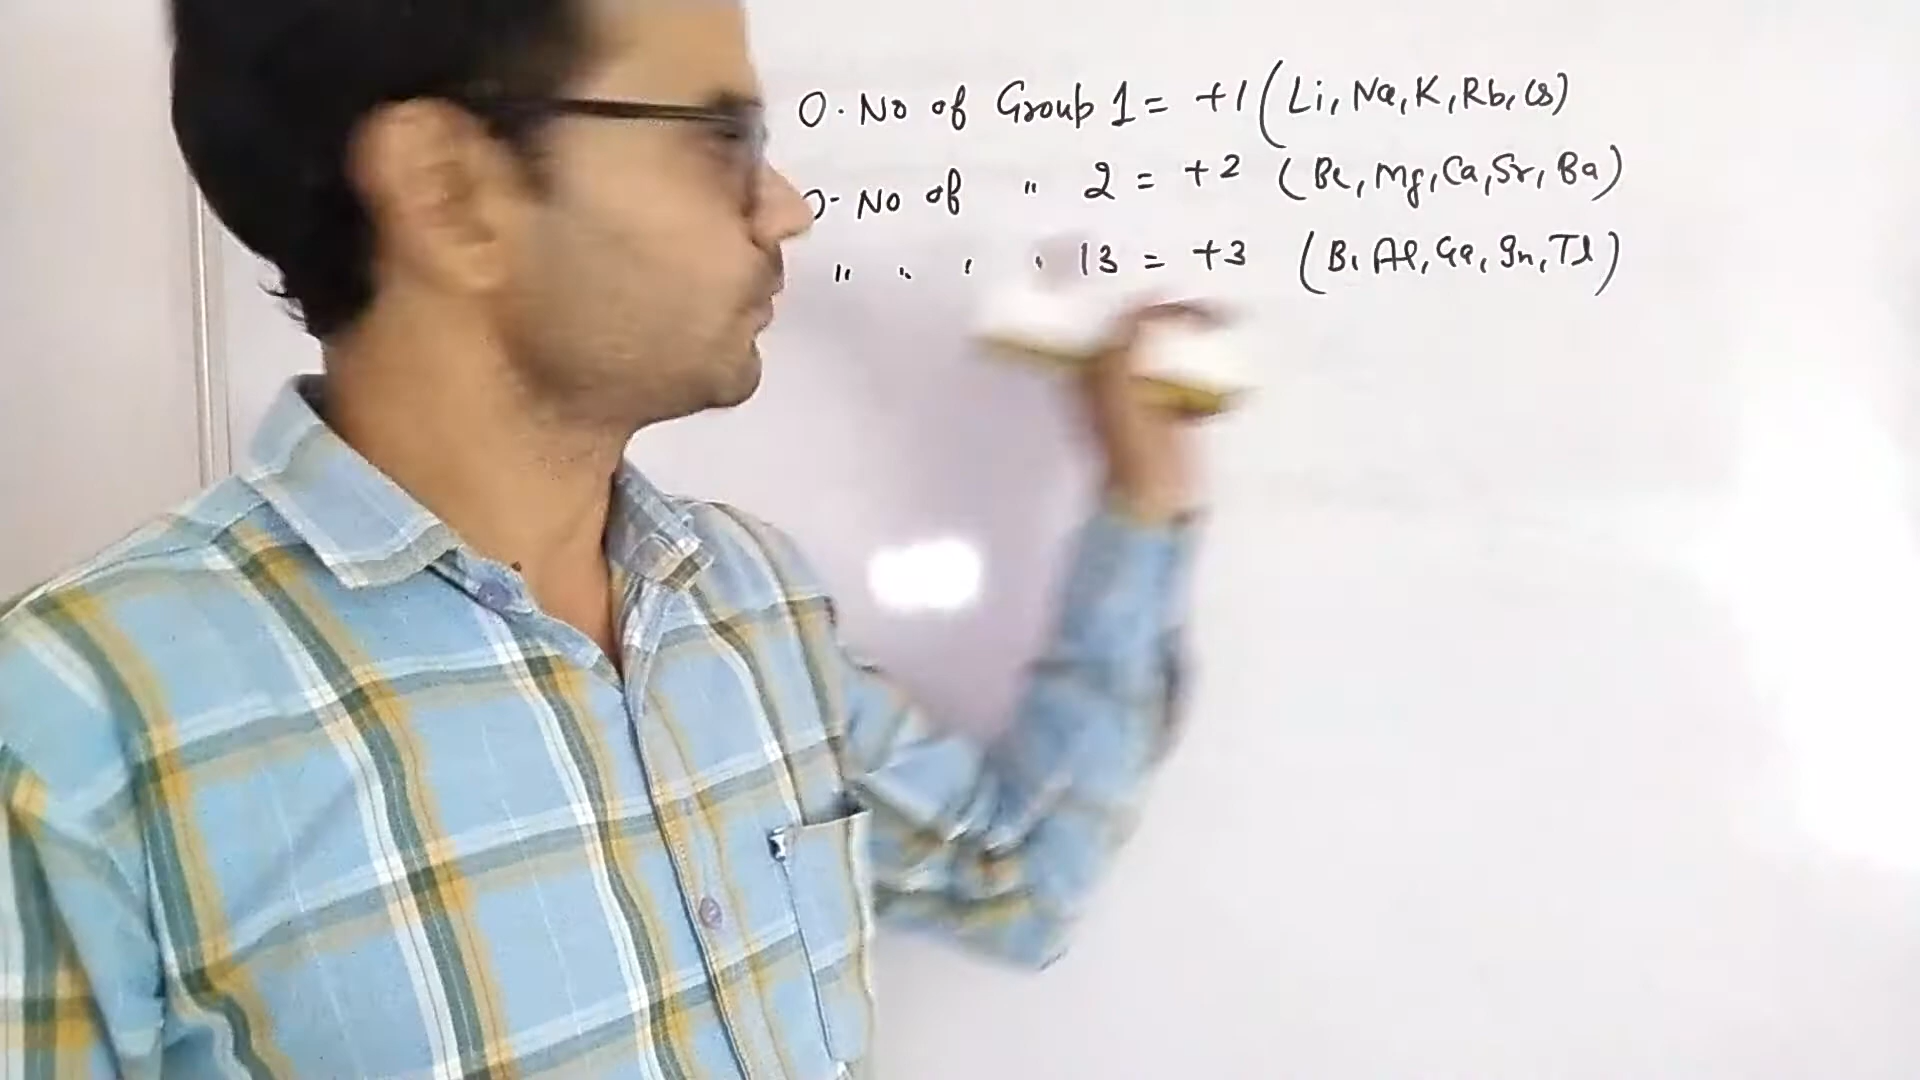 O. No of Group 1 = +1 (Li, Na, K, Rb, Cs)
O- No of " 2 = +2 (Be, Mg, Ca, Sr, Ba)
" " " " 13 = +3 (B, Al, Ga, In, Tl)